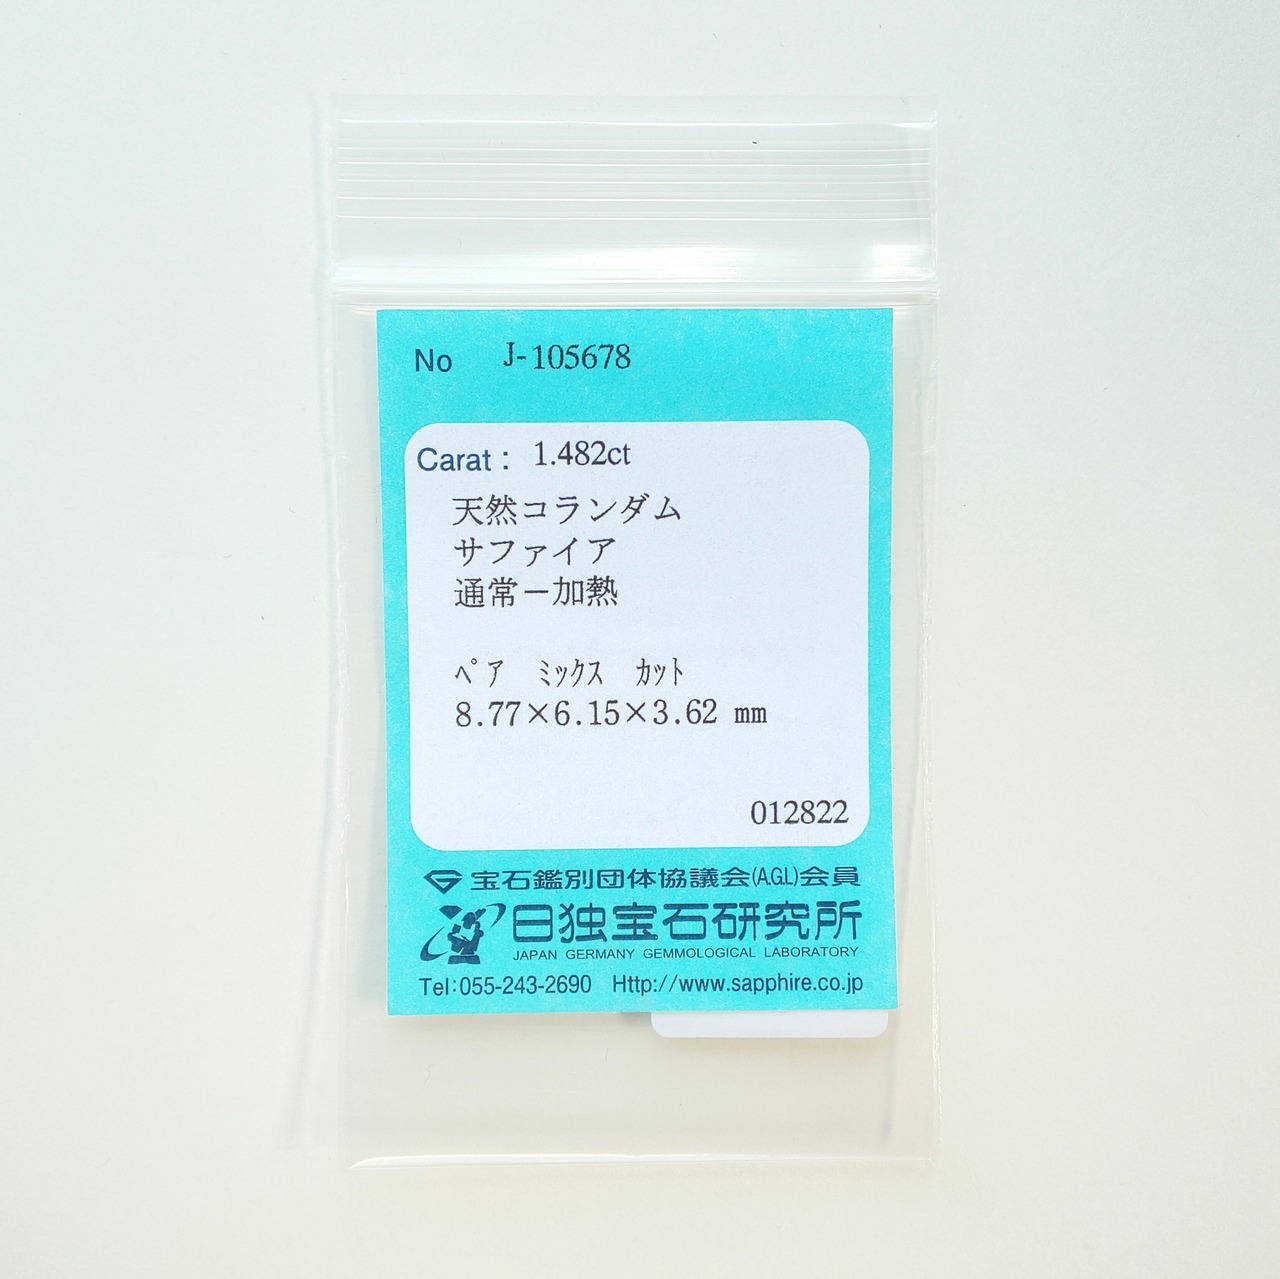 No J-105678
Carat : 1.482ct
天然コランダム
サファイア
通常－加熱
ﾍﾟｱ ﾐｯｸｽ ｶｯﾄ
8.77×6.15×3.62 mm
012822
宝石鑑別団体協議会(A.G.L)会員
日独宝石研究所
JAPAN GERMANY GEMMOLOGICAL LABORATORY
Tel:055-243-2690 Http://www.sapphire.co.jp